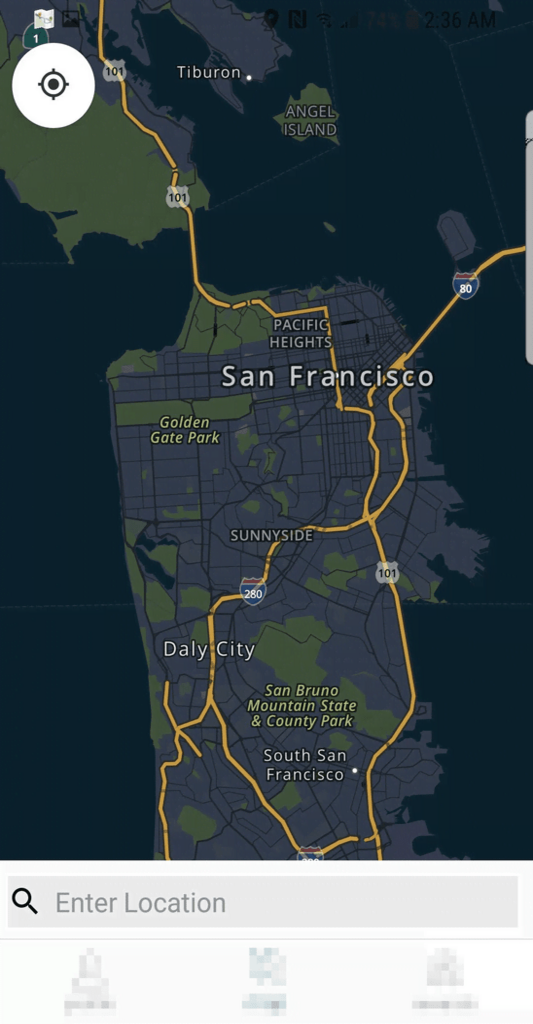 74% 2:36 AM
1
101
Tiburon
ANGEL
ISLAND
101
80
PACIFIC
HEIGHTS
San Francisco
Golden
Gate Park
SUNNYSIDE
101
280
Daly City
San Bruno
Mountain State
& County Park
South San
Francisco
Enter Location